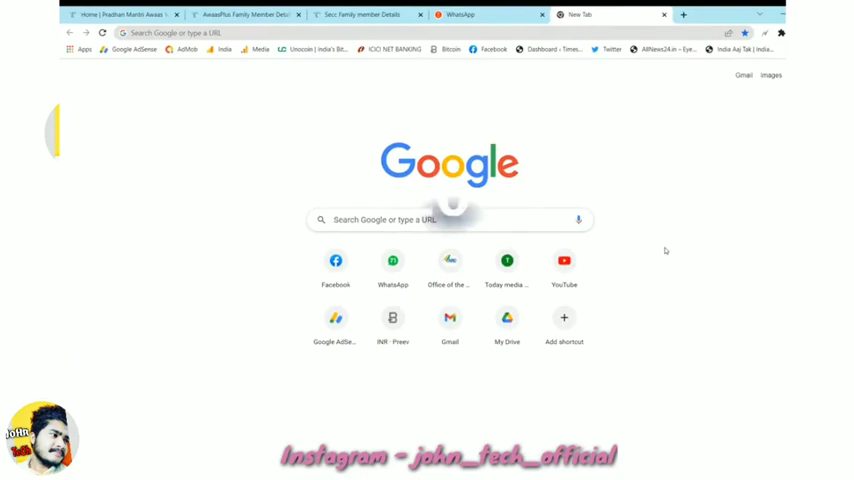 Home | Pradhan Mantri Awaas
AwaasPlus Family Member Detai
Secc Family member Details
WhatsApp
New Tab
Search Google or type a URL
Apps
Google AdSense
AdMob
India
Media
Unocoin | India's Bit...
ICICI NET BANKING
Bitcoin
Facebook
Dashboard ‹ Times...
Twitter
AllNews24.in – Eye...
India Aaj Tak | India...
Gmail
Images
Google
Search Google or type a URL
Facebook
WhatsApp
Office of the ...
Today media ...
YouTube
Google AdSe...
INR · Preev
Gmail
My Drive
Add shortcut
JOHN
Tech
Instagram - john_tech_official